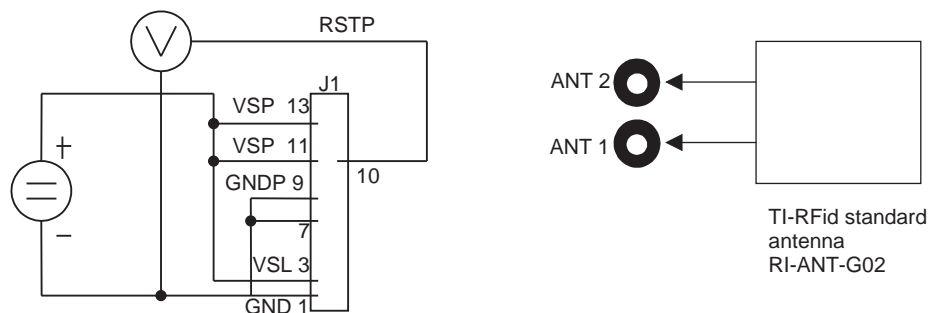 RSTP
V
J1
VSP 13
VSP 11
10
GNDP 9
7
VSL 3
GND 1
+
−
ANT 2
ANT 1
TI-RFid standard
antenna
RI-ANT-G02